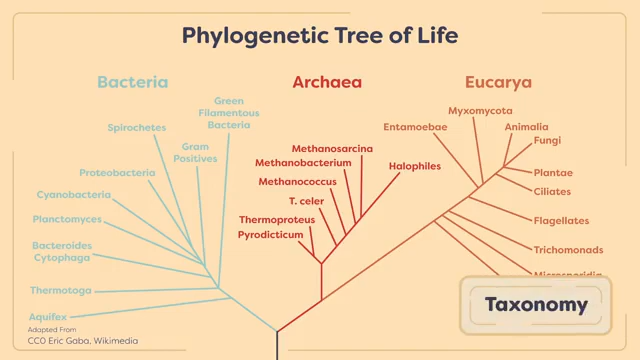 Phylogenetic Tree of Life
Bacteria
Archaea
Eucarya
Green
Filamentous
Bacteria
Spirochetes
Gram
Positives
Proteobacteria
Cyanobacteria
Planctomyces
Bacteroides
Cytophaga
Thermotoga
Aquifex
Methanosarcina
Methanobacterium
Halophiles
Methanococcus
T. celer
Thermoproteus
Pyrodicticum
Myxomycota
Entamoebae
Animalia
Fungi
Plantae
Ciliates
Flagellates
Trichomonads
Microsporidia
Taxonomy
Adapted From
CC0 Eric Gaba, Wikimedia